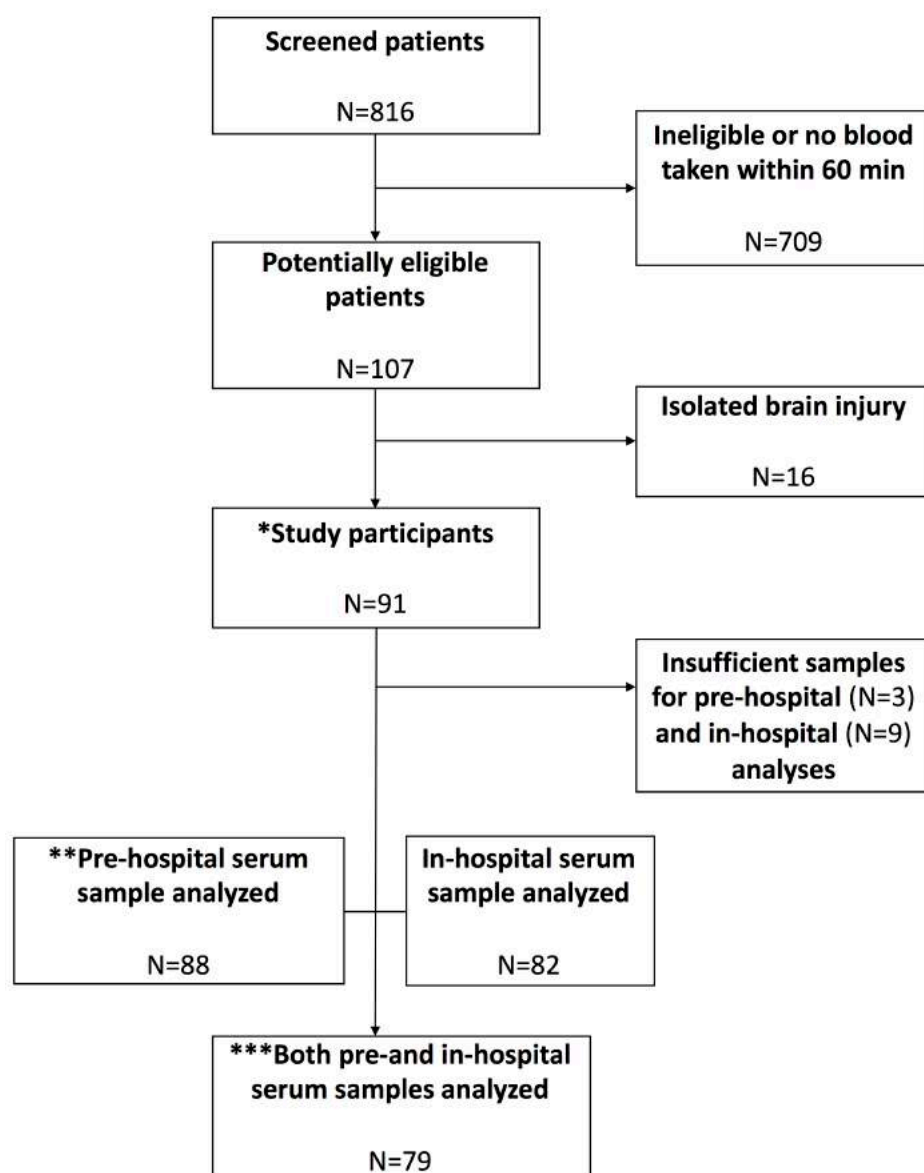 Screened patients
N=816
Ineligible or no blood
taken within 60 min
N=709
Potentially eligible
patients
N=107
Isolated brain injury
N=16
*Study participants
N=91
Insufficient samples
for pre-hospital (N=3)
and in-hospital (N=9)
analyses
**Pre-hospital serum
sample analyzed
N=88
In-hospital serum
sample analyzed
N=82
***Both pre-and in-hospital
serum samples analyzed
N=79